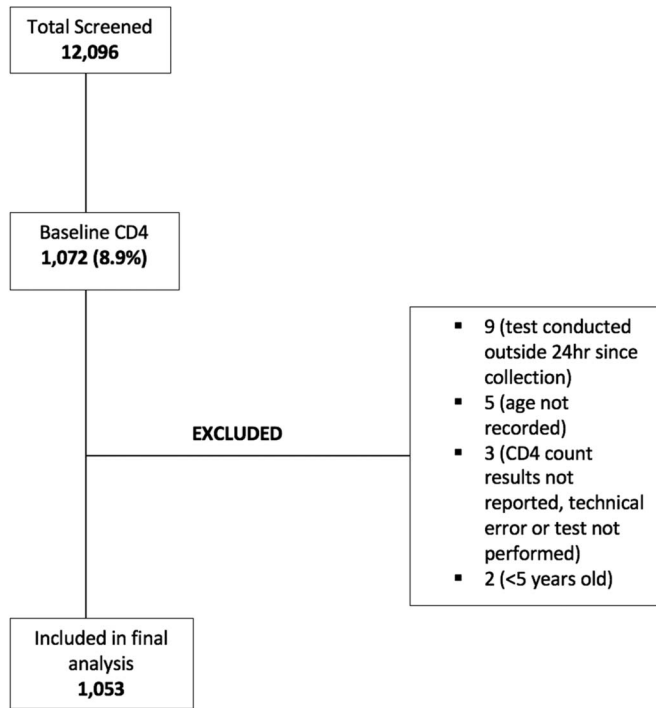 Total Screened
12,096
Baseline CD4
1,072 (8.9%)
▪ 9 (test conducted
outside 24hr since
collection)
▪ 5 (age not
recorded)
▪ 3 (CD4 count
results not
reported, technical
error or test not
performed)
▪ 2 (<5 years old)
EXCLUDED
Included in final
analysis
1,053